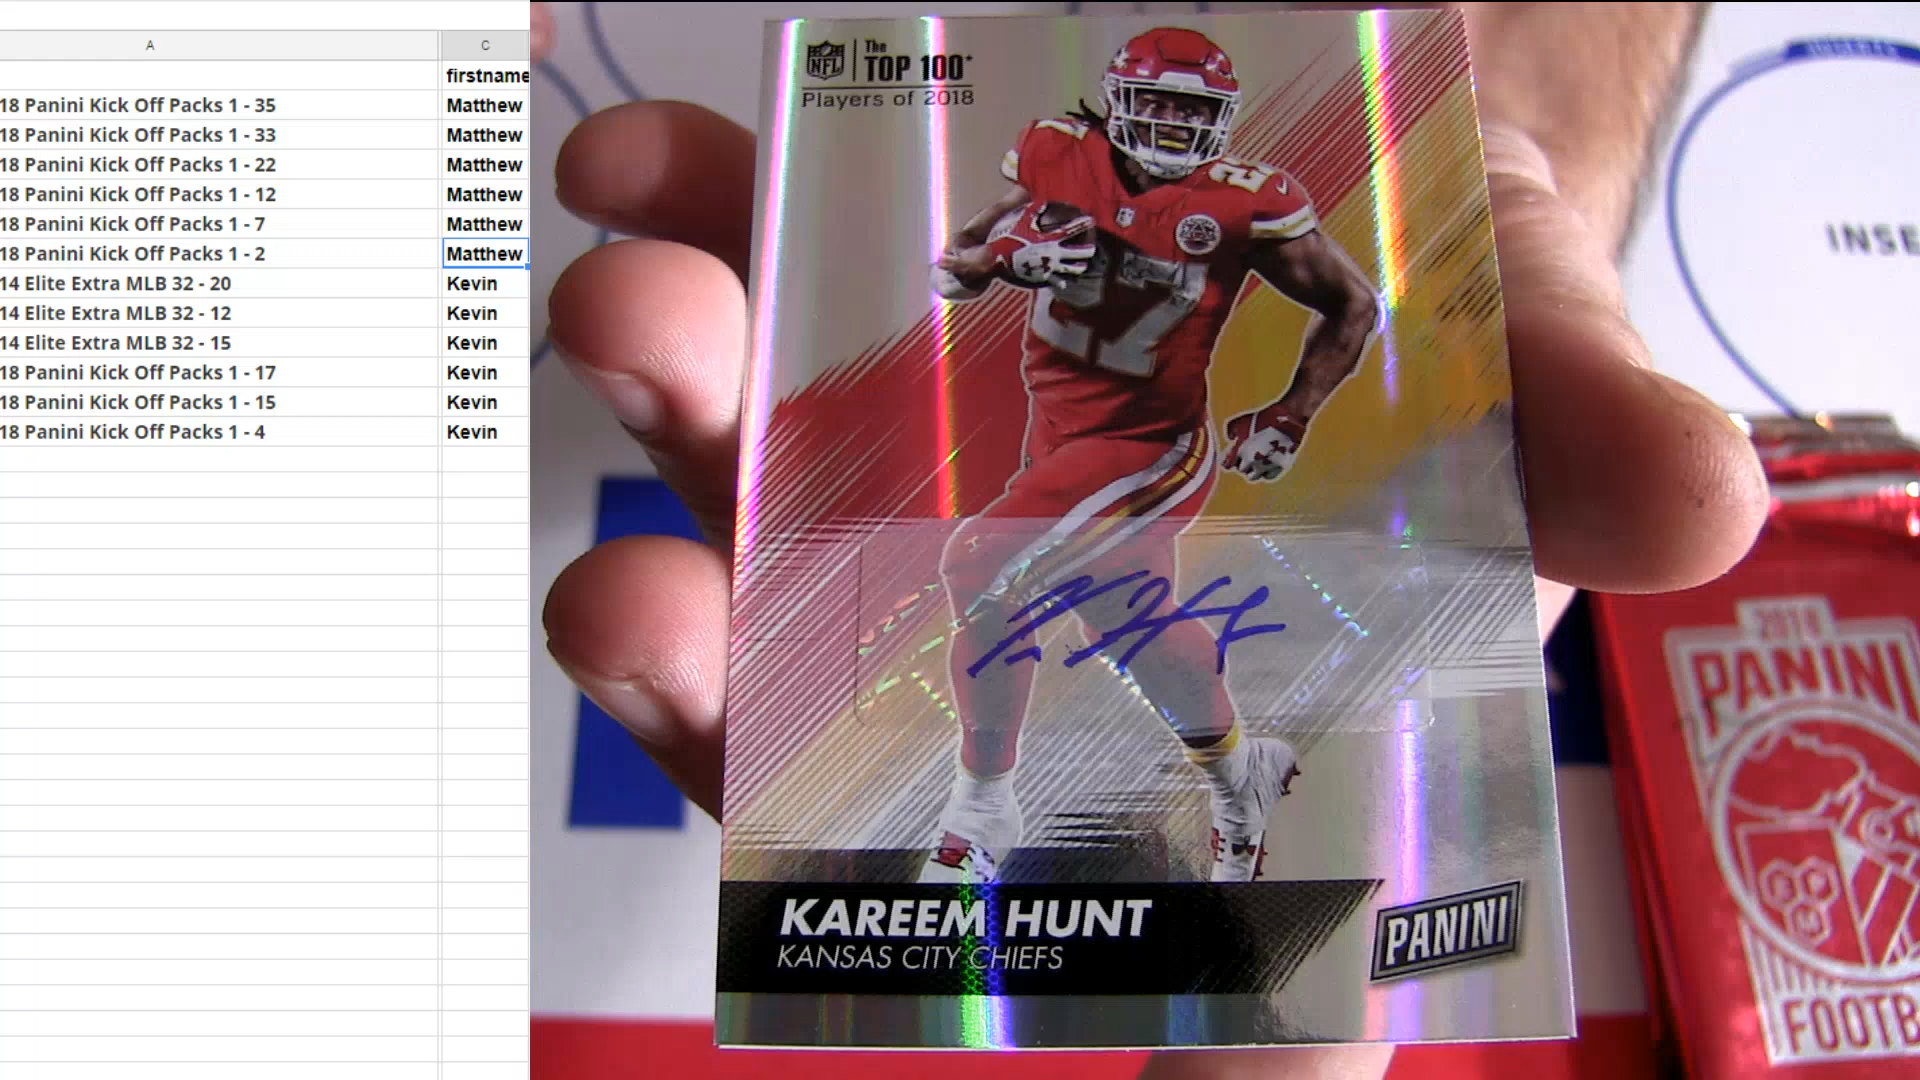 A
C
firstname
18 Panini Kick Off Packs 1 - 35
Matthew
18 Panini Kick Off Packs 1 - 33
Matthew
18 Panini Kick Off Packs 1 - 22
Matthew
18 Panini Kick Off Packs 1 - 12
Matthew
18 Panini Kick Off Packs 1 - 7
Matthew
18 Panini Kick Off Packs 1 - 2
Matthew
14 Elite Extra MLB 32 - 20
Kevin
14 Elite Extra MLB 32 - 12
Kevin
14 Elite Extra MLB 32 - 15
Kevin
18 Panini Kick Off Packs 1 - 17
Kevin
18 Panini Kick Off Packs 1 - 15
Kevin
18 Panini Kick Off Packs 1 - 4
Kevin
NFL
The
TOP 100*
Players of 2018
27
27
KAREEM HUNT
KANSAS CITY CHIEFS
PANINI
INSERTS
INSE
2018
PANINI
FOOTB